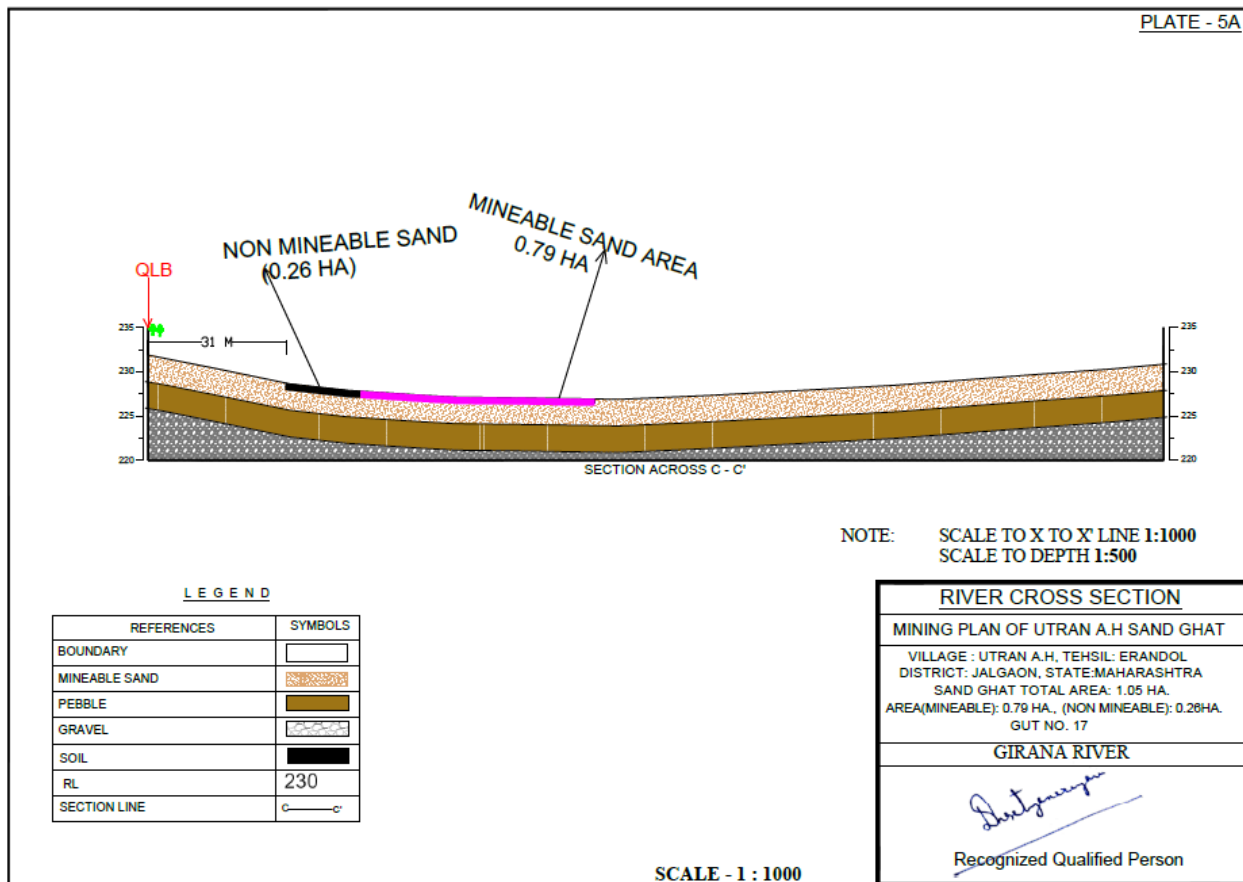 PLATE - 5A
NON MINEABLE SAND
(0.26 HA)
MINEABLE SAND AREA
0.79 HA
QLB
31 M
235
230
225
220
235
230
225
220
SECTION ACROSS C - C'
NOTE: SCALE TO X TO X' LINE 1:1000
SCALE TO DEPTH 1:500
LEGEND
REFERENCES SYMBOLS
BOUNDARY
MINEABLE SAND
PEBBLE
GRAVEL
SOIL
RL 230
SECTION LINE C C'
RIVER CROSS SECTION
MINING PLAN OF UTRAN A.H SAND GHAT
VILLAGE : UTRAN A.H, TEHSIL: ERANDOL
DISTRICT: JALGAON, STATE:MAHARASHTRA
SAND GHAT TOTAL AREA: 1.05 HA.
AREA(MINEABLE): 0.79 HA., (NON MINEABLE): 0.26HA.
GUT NO. 17
GIRANA RIVER
Recognized Qualified Person
SCALE - 1 : 1000